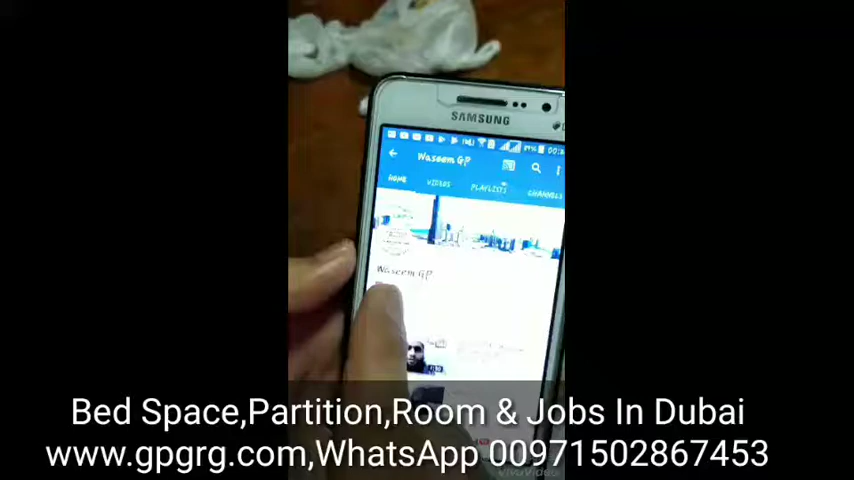 SAMSUNG
Waseem GP
HOME VIDEOS PLAYLISTS CHANNELS
Waseem GP
Bed Space,Partition,Room & Jobs In Dubai
www.gpgrg.com,WhatsApp 00971502867453
VivaVideo